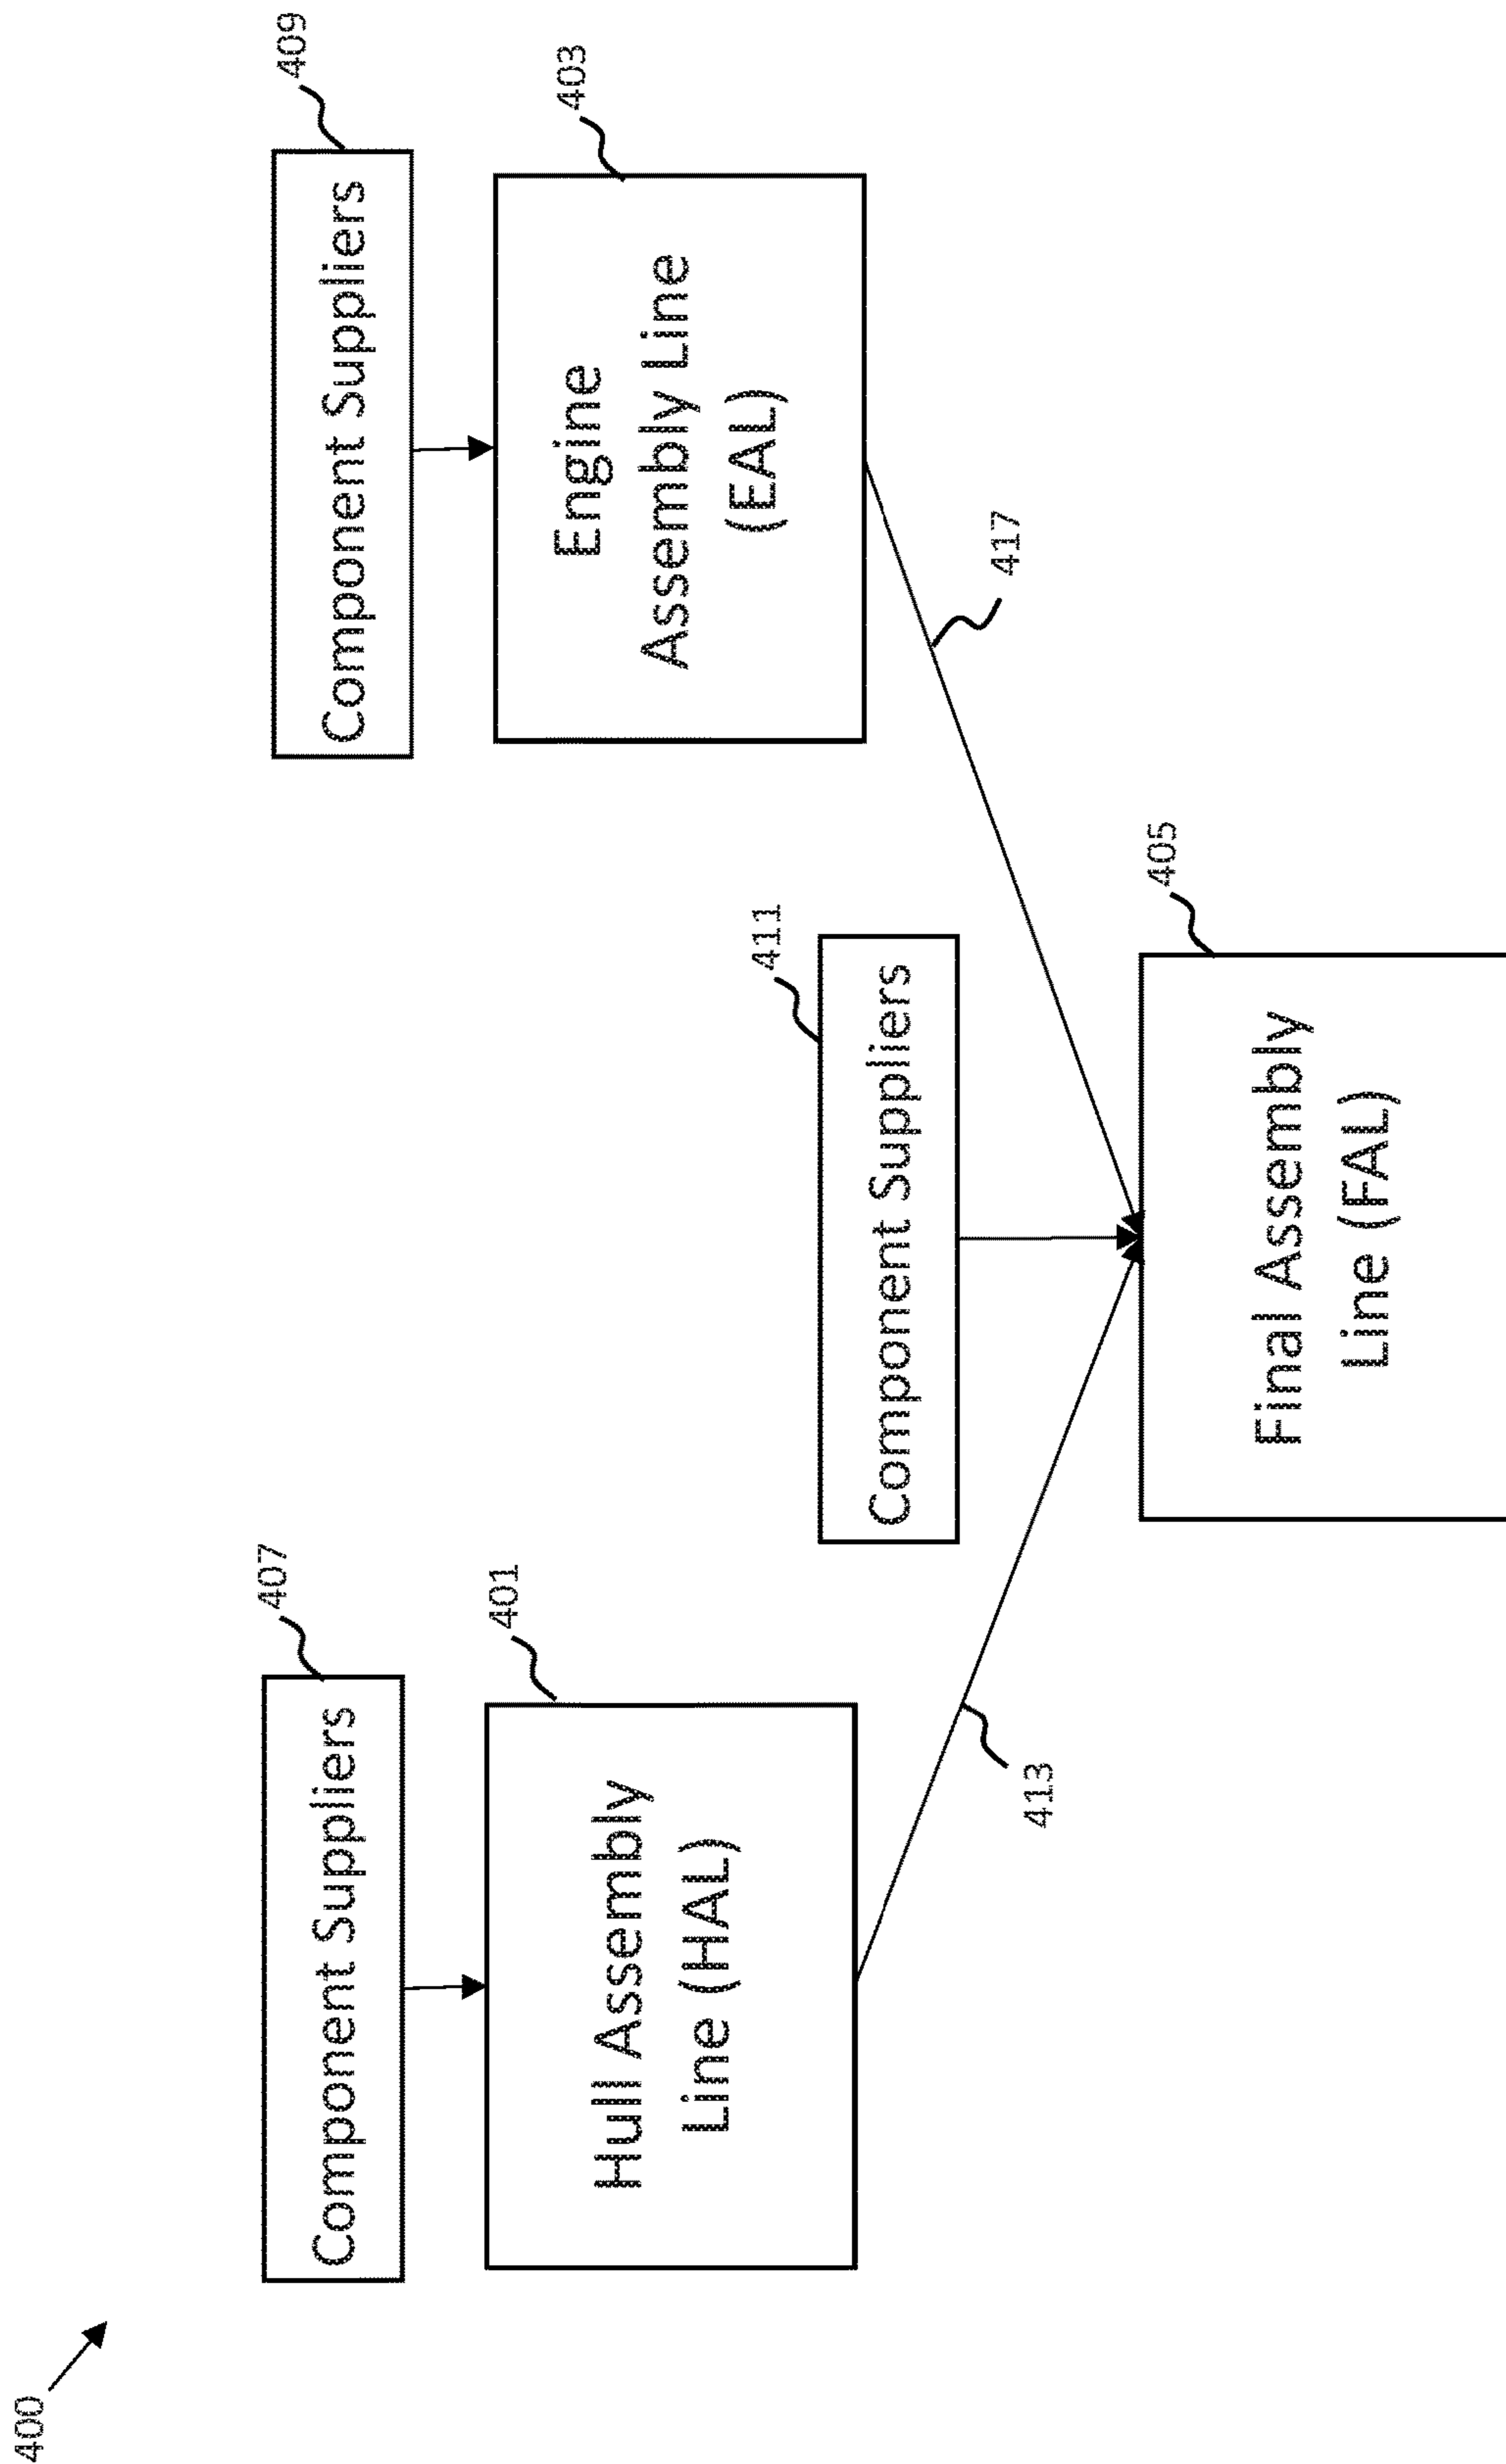 400
407
Component Suppliers
409
Component Suppliers
401
Hull Assembly
Line (HAL)
403
Engine
Assembly Line
(EAL)
411
Component Suppliers
413
417
405
Final Assembly
Line (FAL)